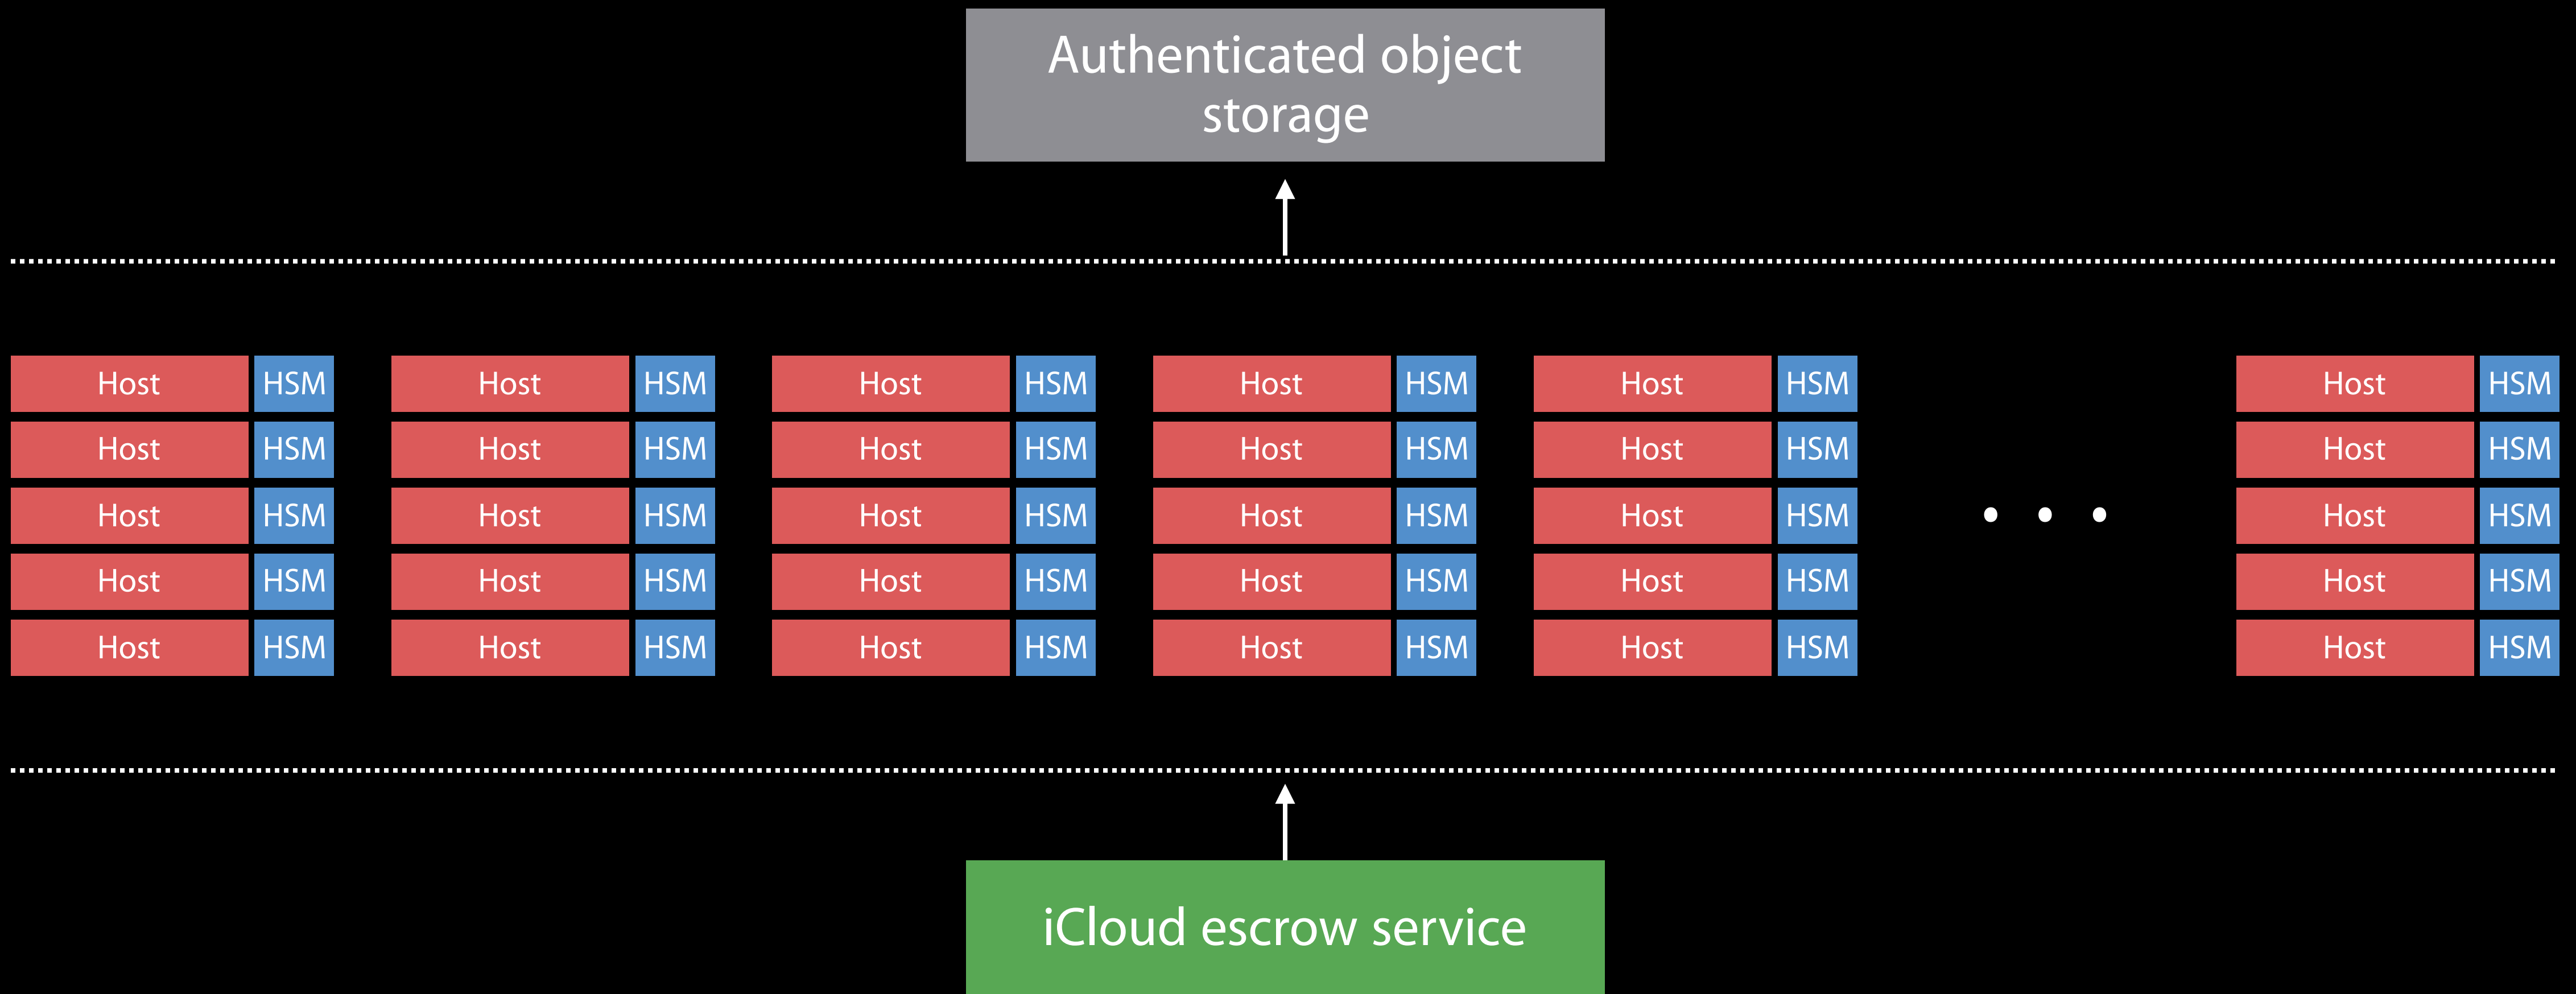 Authenticated object
storage
Host HSM Host HSM Host HSM Host HSM Host HSM Host HSM
Host HSM Host HSM Host HSM Host HSM Host HSM Host HSM
Host HSM Host HSM Host HSM Host HSM Host HSM • • • Host HSM
Host HSM Host HSM Host HSM Host HSM Host HSM Host HSM
Host HSM Host HSM Host HSM Host HSM Host HSM Host HSM
iCloud escrow service